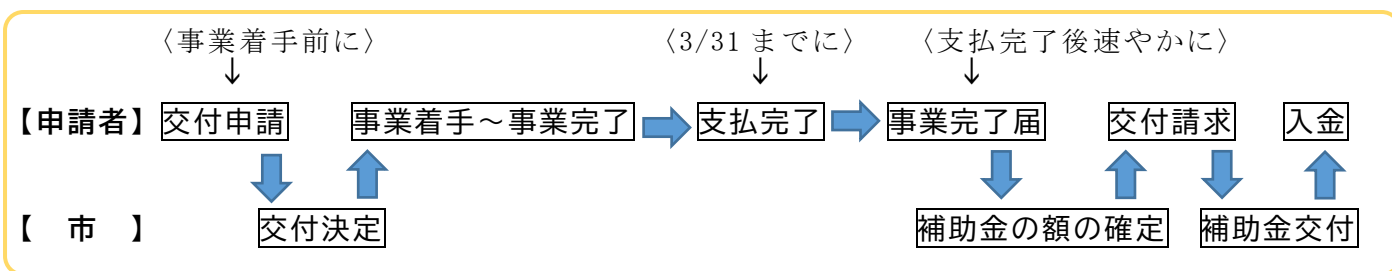 〈事業着手前に〉 〈3/31 までに〉 〈支払完了後速やかに〉
【申請者】 交付申請 事業着手～事業完了 支払完了 事業完了届 交付請求 入金
【 市 】 交付決定 補助金の額の確定 補助金交付